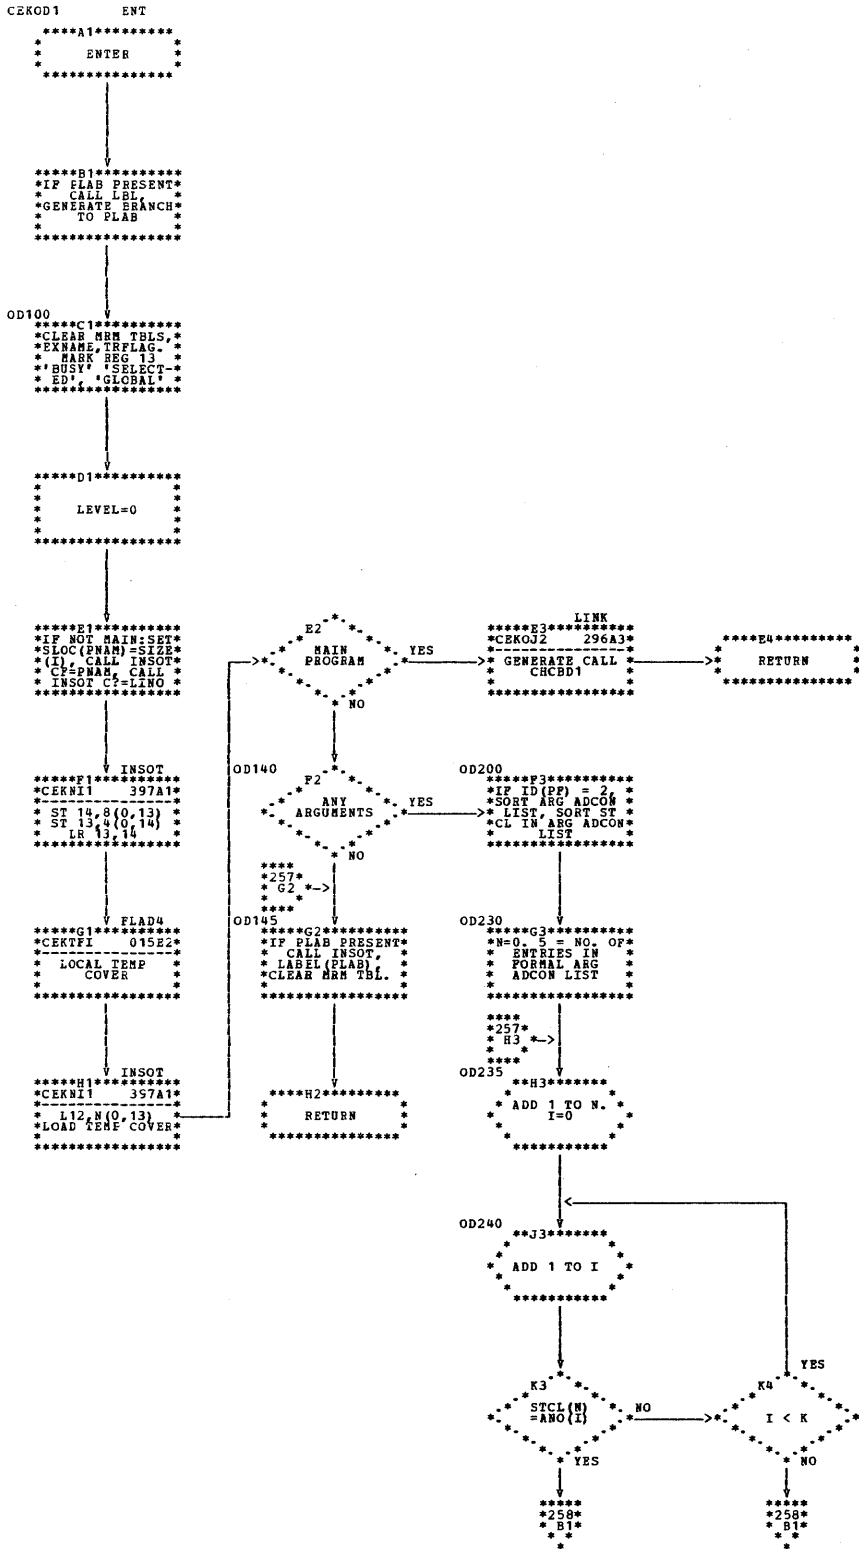 CEKOD1 ENT
A1
ENTER
B1
IF PLAB PRESENT
CALL LBL,
GENERATE BRANCH
TO PLAB
OD100
C1
CLEAR MRM TBLS,
EXNAME,TRFLAG.
MARK REG 13
'BUSY' 'SELECT-
ED', 'GLOBAL'
D1
LEVEL=0
E1
IF NOT MAIN:SET
SLOC(PNAM)=SIZE
(I), CALL INSOT
CF=PNAM, CALL
INSOT C?=LINO
INSOT
F1
CEKNI1 397A1
ST 14,8(0,13)
ST 13,4(0,14)
LR 13,14
FLAD4
G1
CEKTFI 015E2
LOCAL TEMP
COVER
INSOT
H1
CEKNI1 397A1
L12,N(0,13)
LOAD TEMP COVER
E2
MAIN
PROGRAM
YES
NO
LINK
E3
CEKOJ2 296A3
GENERATE CALL
CHCBD1
E4
RETURN
OD140
F2
ANY
ARGUMENTS
YES
NO
257
G2
OD145
G2
IF PLAB PRESENT
CALL INSOT,
LABEL(PLAB),
CLEAR MRM TBL.
H2
RETURN
OD200
F3
IF ID(PF) = 2,
SORT ARG ADCON
LIST, SORT ST
CL IN ARG ADCON
LIST
OD230
G3
N=0. 5 = NO. OF
ENTRIES IN
FORMAL ARG
ADCON LIST
257
H3
OD235
H3
ADD 1 TO N.
I=0
OD240
J3
ADD 1 TO I
K3
STCL(N)
=ANO(I)
NO
YES
K4
I < K
YES
NO
258
B1
258
B1